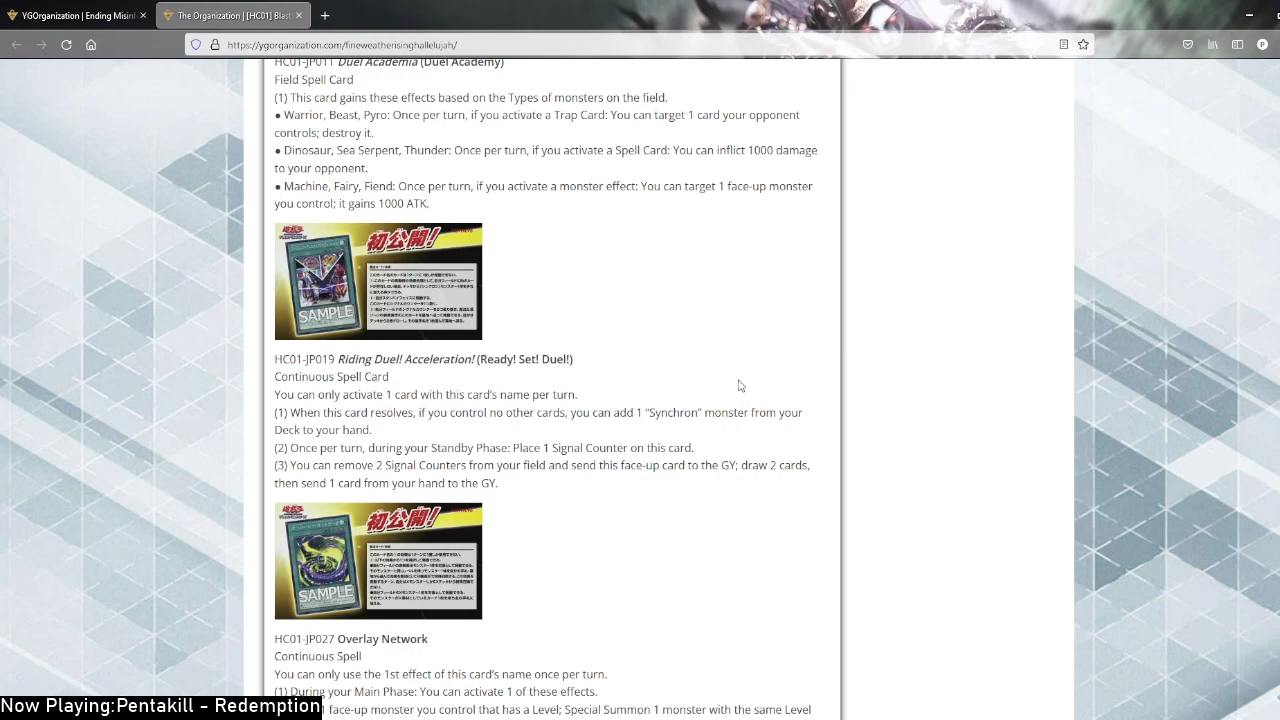 YGOrganization | Ending Misinf
The Organization | [HC01] Blast
https://ygorganization.com/fineweatherisinghallelujah/
HC01-JP011 Duel Academia (Duel Academy)
Field Spell Card
(1) This card gains these effects based on the Types of monsters on the field.
● Warrior, Beast, Pyro: Once per turn, if you activate a Trap Card: You can target 1 card your opponent
controls; destroy it.
● Dinosaur, Sea Serpent, Thunder: Once per turn, if you activate a Spell Card: You can inflict 1000 damage
to your opponent.
● Machine, Fairy, Fiend: Once per turn, if you activate a monster effect: You can target 1 face-up monster
you control; it gains 1000 ATK.
初公開!
SAMPLE
HC01-JP019 Riding Duel! Acceleration! (Ready! Set! Duel!)
Continuous Spell Card
You can only activate 1 card with this card's name per turn.
(1) When this card resolves, if you control no other cards, you can add 1 “Synchron” monster from your
Deck to your hand.
(2) Once per turn, during your Standby Phase: Place 1 Signal Counter on this card.
(3) You can remove 2 Signal Counters from your field and send this face-up card to the GY; draw 2 cards,
then send 1 card from your hand to the GY.
初公開!
SAMPLE
HC01-JP027 Overlay Network
Continuous Spell
You can only use the 1st effect of this card's name once per turn.
(1) During your Main Phase: You can activate 1 of these effects.
1 face-up monster you control that has a Level; Special Summon 1 monster with the same Level
Now Playing:Pentakill - Redemption